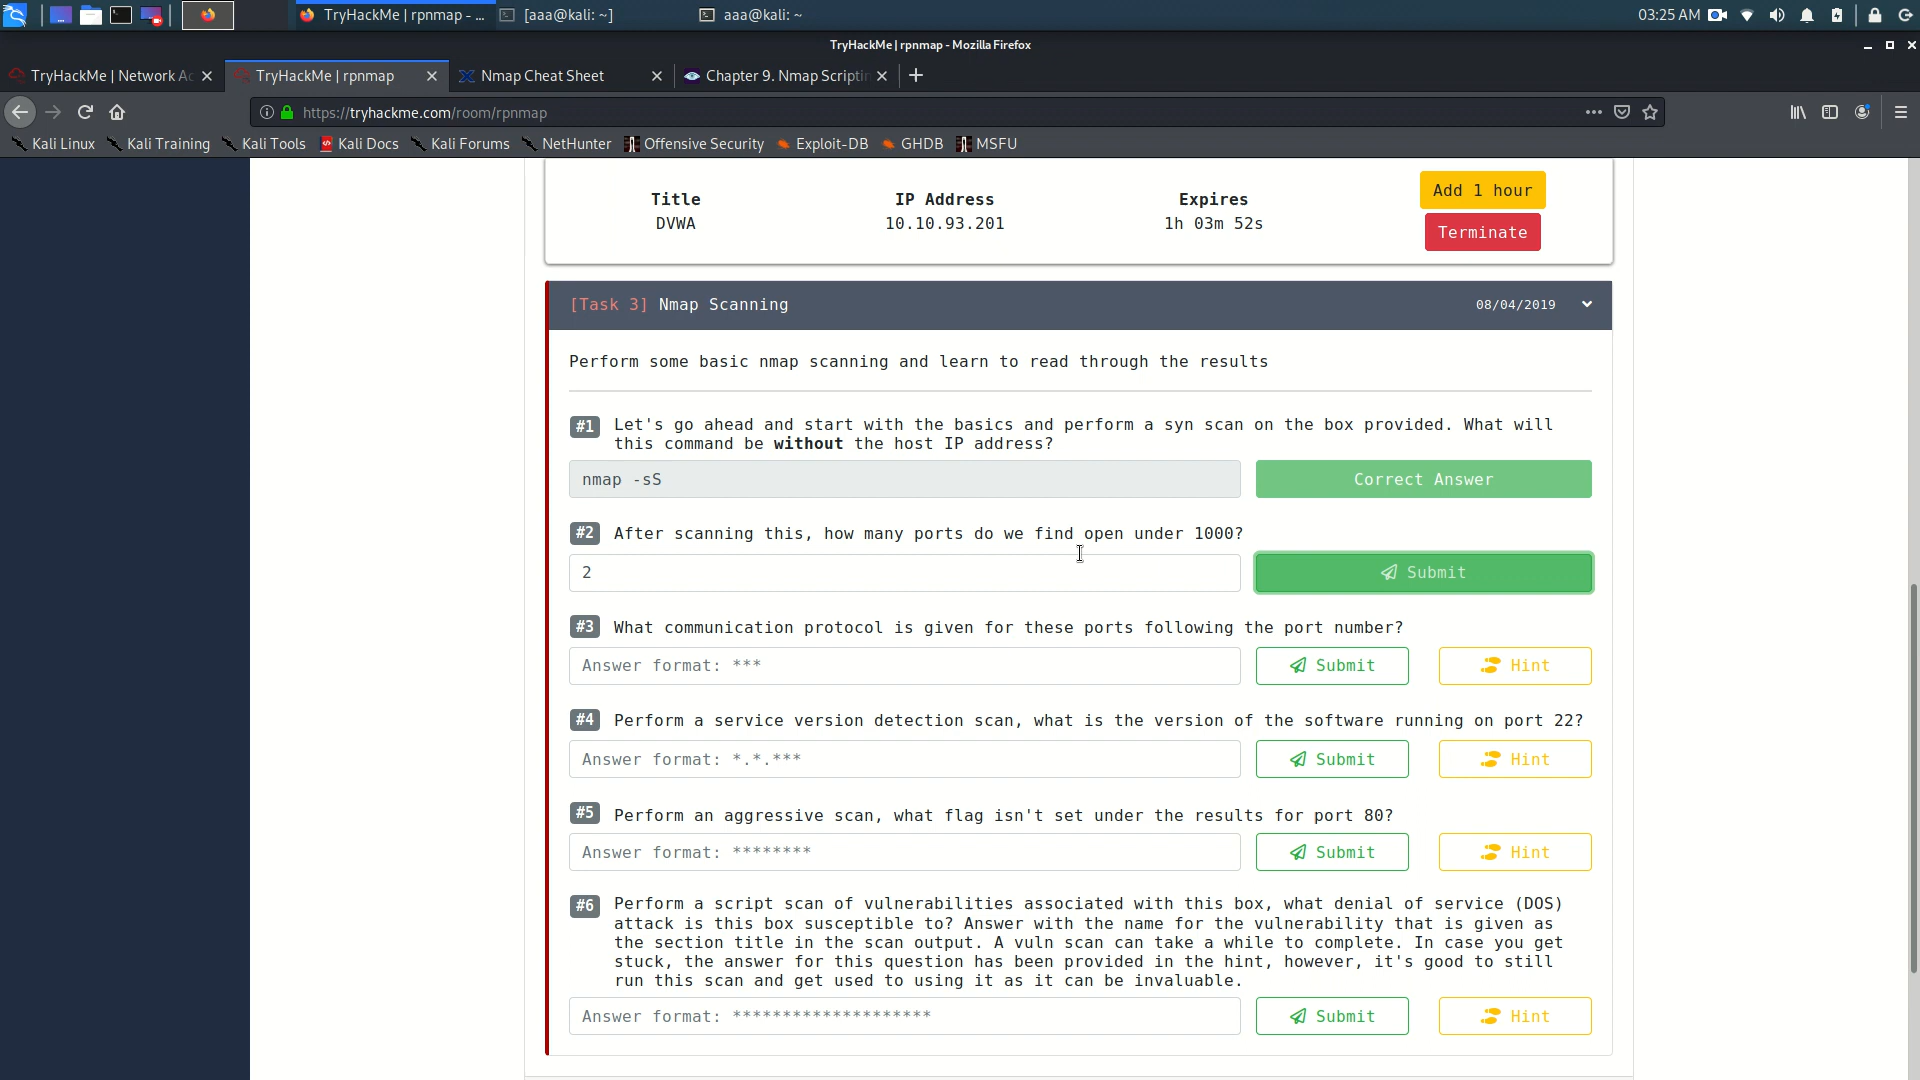 TryHackMe | rpnmap - ...
[aaa@kali: ~]
aaa@kali: ~
03:25 AM
TryHackMe | rpnmap - Mozilla Firefox
TryHackMe | Network Ac
TryHackMe | rpnmap
Nmap Cheat Sheet
Chapter 9. Nmap Scriptin
https://tryhackme.com/room/rpnmap
Kali Linux
Kali Training
Kali Tools
Kali Docs
Kali Forums
NetHunter
Offensive Security
Exploit-DB
GHDB
MSFU
Title
IP Address
Expires
Add 1 hour
DVWA
10.10.93.201
1h 03m 52s
Terminate
[Task 3] Nmap Scanning
08/04/2019
Perform some basic nmap scanning and learn to read through the results
#1 Let's go ahead and start with the basics and perform a syn scan on the box provided. What will
this command be without the host IP address?
nmap -sS
Correct Answer
#2 After scanning this, how many ports do we find open under 1000?
2
Submit
#3 What communication protocol is given for these ports following the port number?
Answer format: ***
Submit
Hint
#4 Perform a service version detection scan, what is the version of the software running on port 22?
Answer format: *.*.***
Submit
Hint
#5 Perform an aggressive scan, what flag isn't set under the results for port 80?
Answer format: ********
Submit
Hint
#6 Perform a script scan of vulnerabilities associated with this box, what denial of service (DOS)
attack is this box susceptible to? Answer with the name for the vulnerability that is given as
the section title in the scan output. A vuln scan can take a while to complete. In case you get
stuck, the answer for this question has been provided in the hint, however, it's good to still
run this scan and get used to using it as it can be invaluable.
Answer format: ********************
Submit
Hint